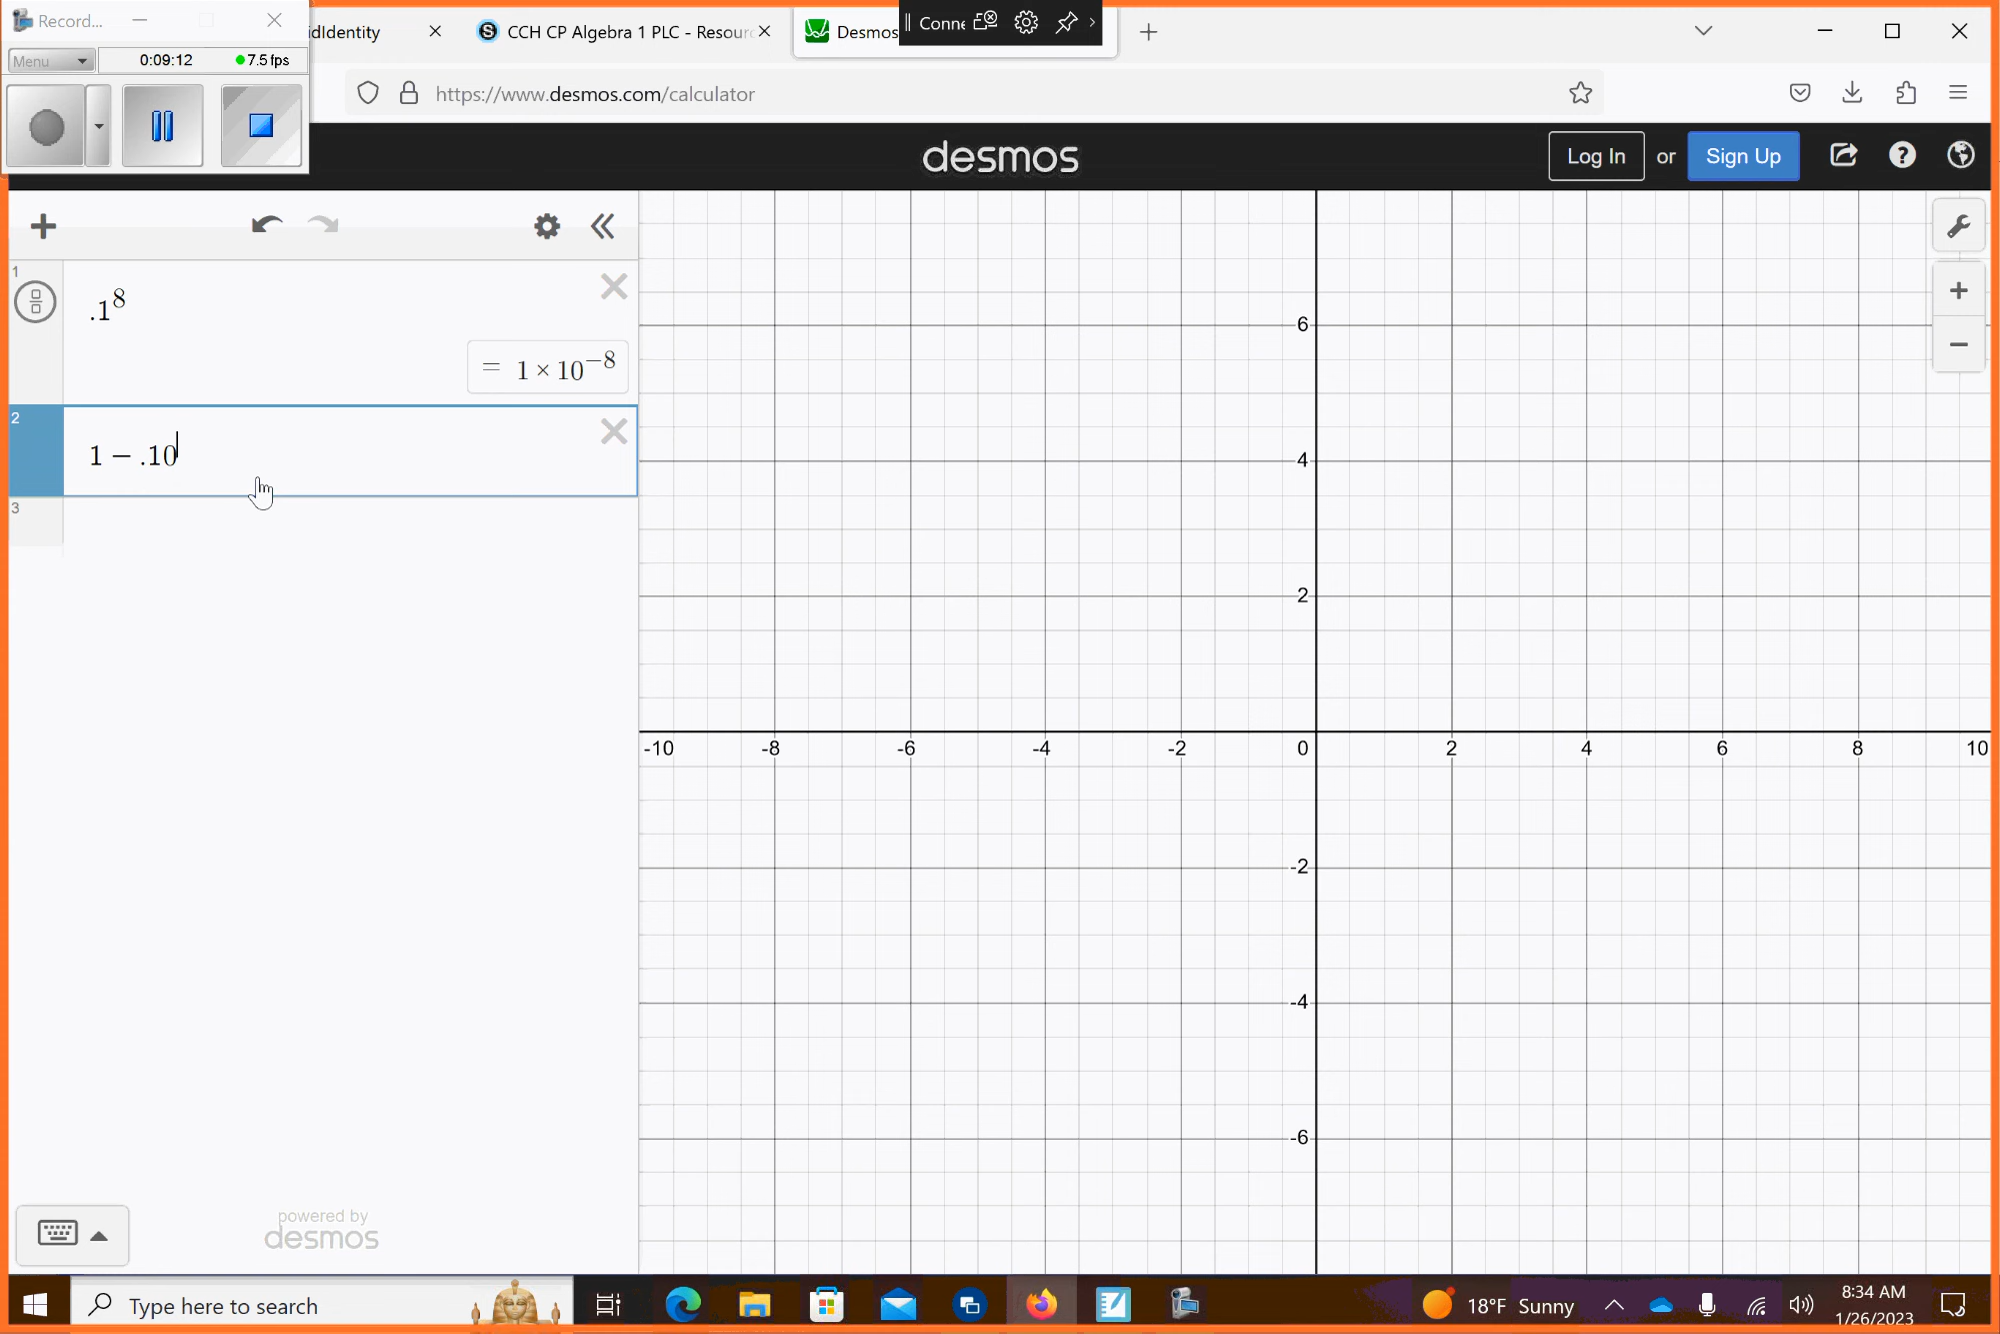 Record...
Menu
0:09:12
7.5 fps
idIdentity
CCH CP Algebra 1 PLC - Resour
Desmos
Conne
https://www.desmos.com/calculator
desmos
Log In
or
Sign Up
1
.1^8
= 1 × 10^−8
2
1 − .10
3
6
4
2
-10 -8 -6 -4 -2 0 2 4 6 8 10
-2
-4
-6
powered by
desmos
Type here to search
18°F Sunny
8:34 AM
1/26/2023